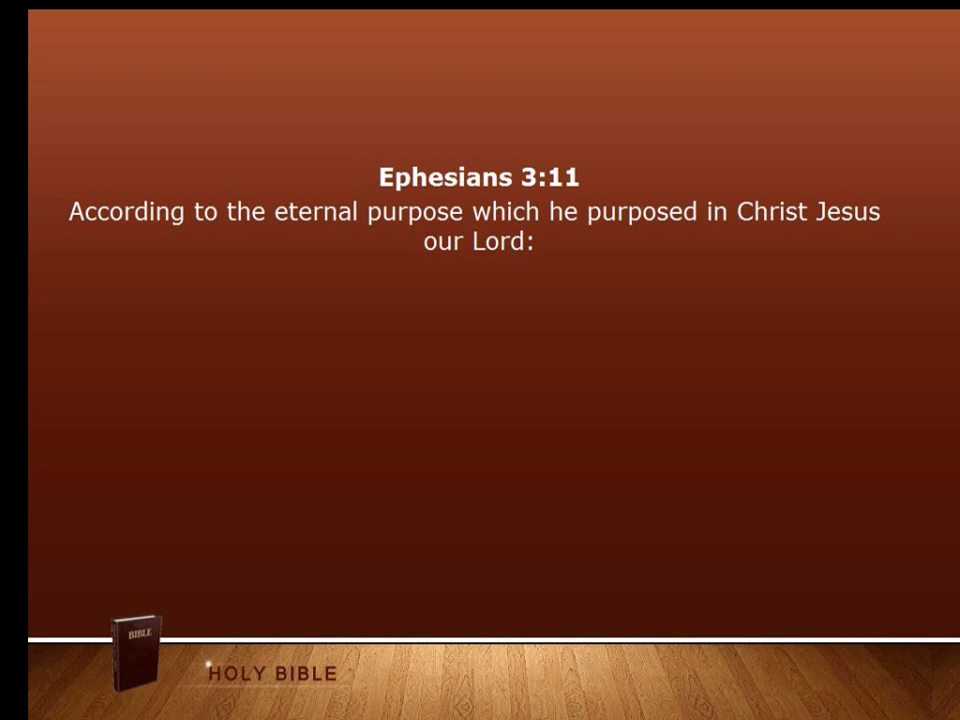 Ephesians 3:11
According to the eternal purpose which he purposed in Christ Jesus
our Lord:
BIBLE
HOLY BIBLE